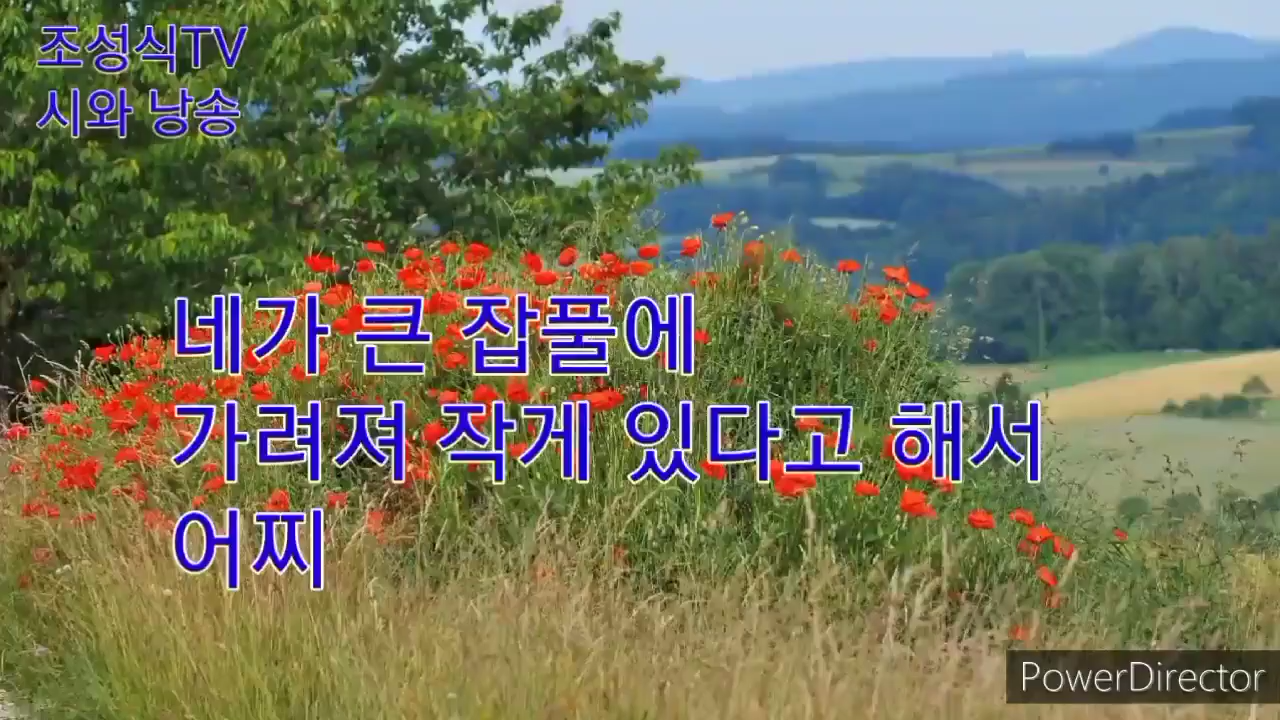 조성식TV
시와 낭송
네가 큰 잡풀에
가려져 작게 있다고 해서
어찌
PowerDirector